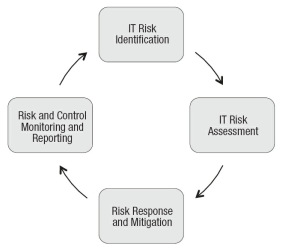 IT Risk
Identification
IT Risk
Assessment
Risk Response
and Mitigation
Risk and Control
Monitoring and
Reporting